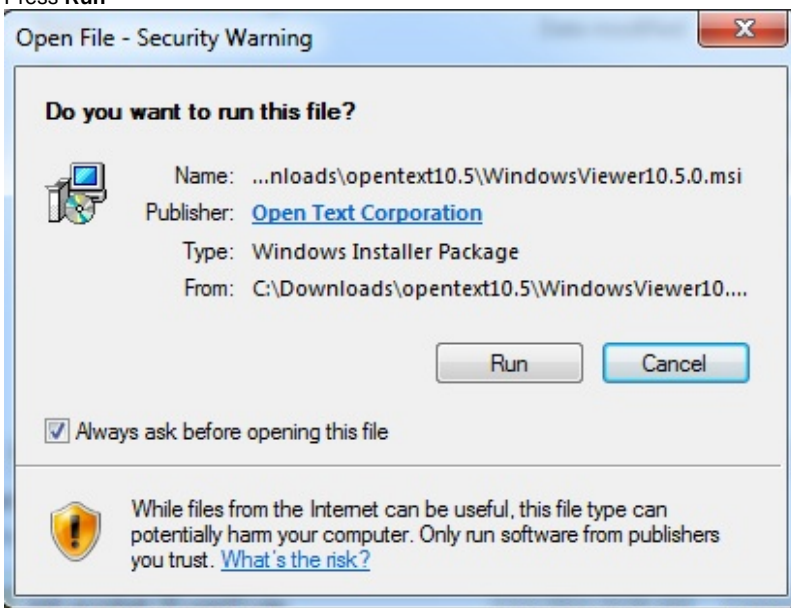 Press Run
Open File - Security Warning
Do you want to run this file?
Name: ...nloads\opentext10.5\WindowsViewer10.5.0.msi
Publisher: Open Text Corporation
Type: Windows Installer Package
From: C:\Downloads\opentext10.5\WindowsViewer10....
Run Cancel
Always ask before opening this file
While files from the Internet can be useful, this file type can
potentially harm your computer. Only run software from publishers
you trust. What's the risk?